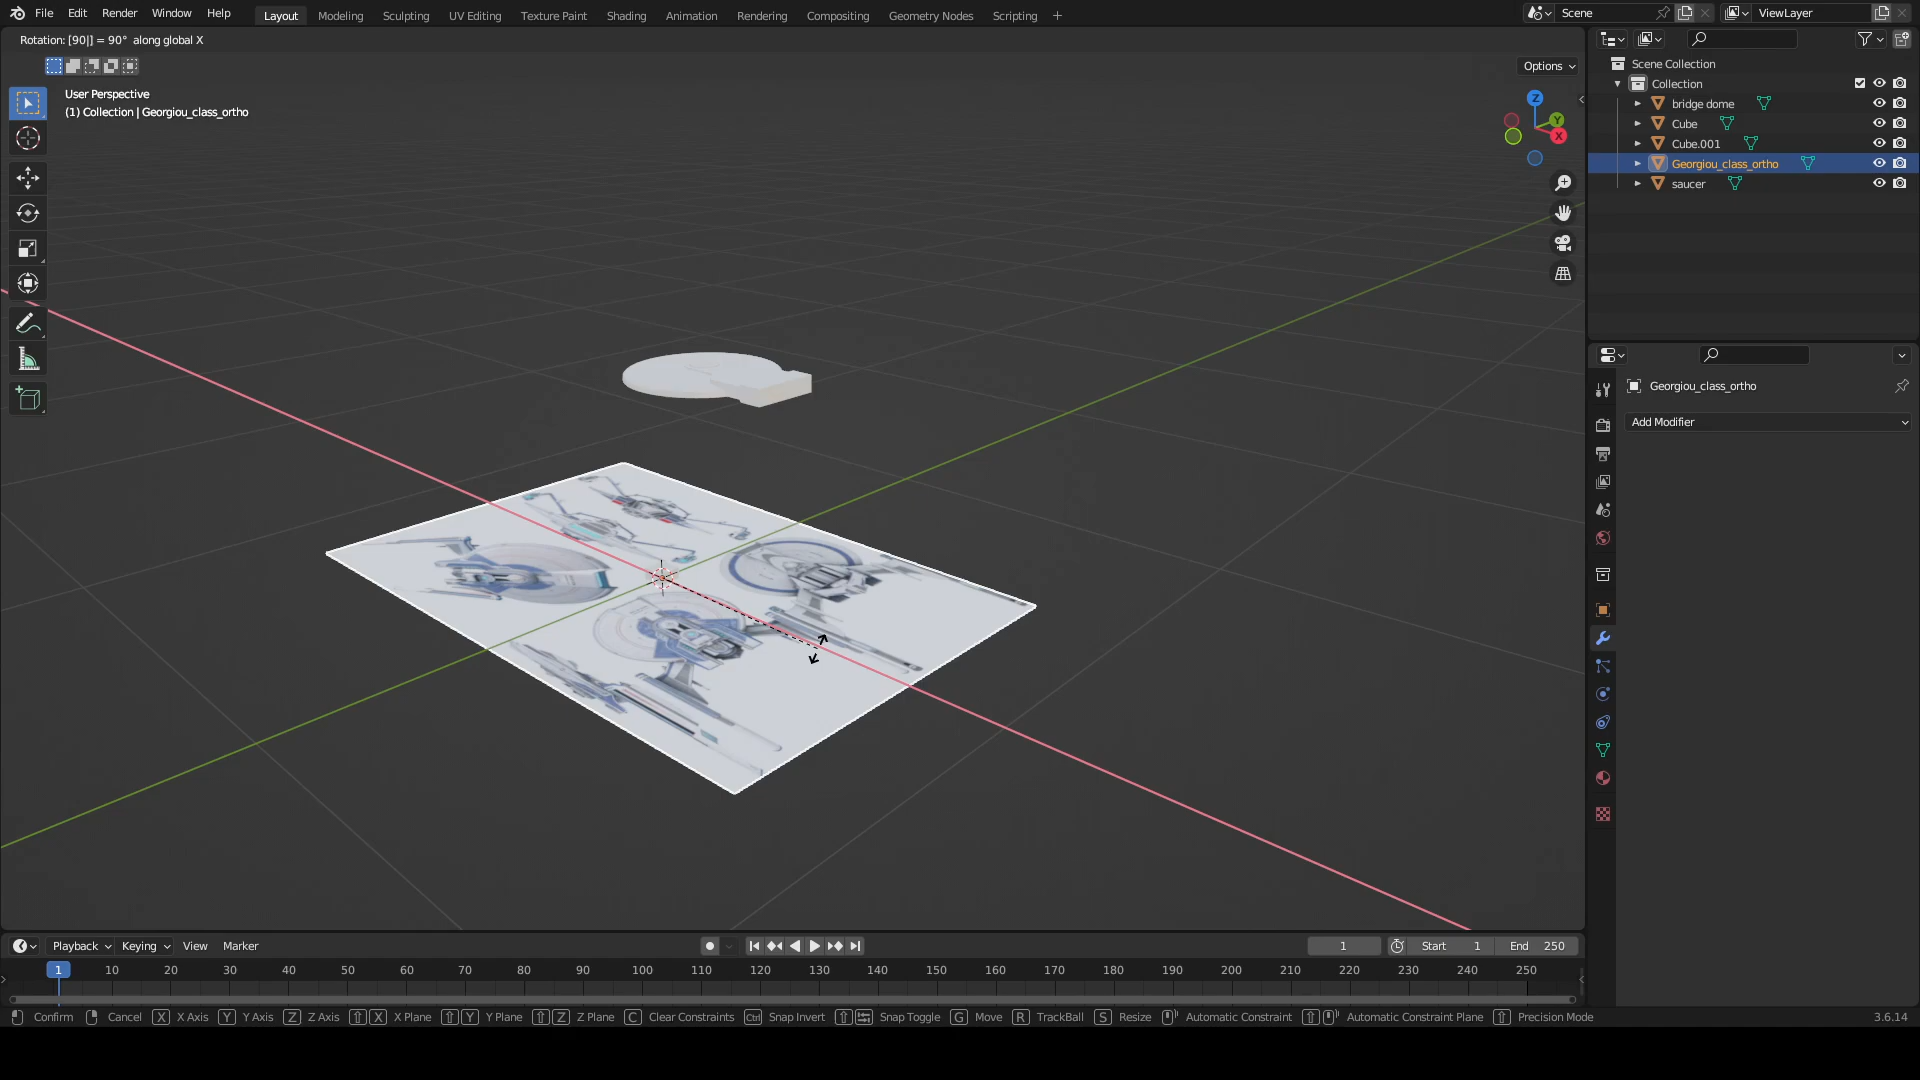 File Edit Render Window Help Layout Modeling Sculpting UV Editing Texture Paint Shading Animation Rendering Compositing Geometry Nodes Scripting + Scene ViewLayer
Rotation: [90|] = 90° along global X
Options
User Perspective
(1) Collection | Georgiou_class_ortho
Z
Y
X
Scene Collection
Collection
bridge dome
Cube
Cube.001
Georgiou_class_ortho
saucer
Georgiou_class_ortho
Add Modifier
Playback Keying View Marker 1 Start 1 End 250
1 10 20 30 40 50 60 70 80 90 100 110 120 130 140 150 160 170 180 190 200 210 220 230 240 250
Confirm Cancel X X Axis Y Y Axis Z Z Axis X X Plane Y Y Plane Z Z Plane C Clear Constraints Ctrl Snap Invert Snap Toggle G Move R TrackBall S Resize Automatic Constraint Automatic Constraint Plane Precision Mode 3.6.14